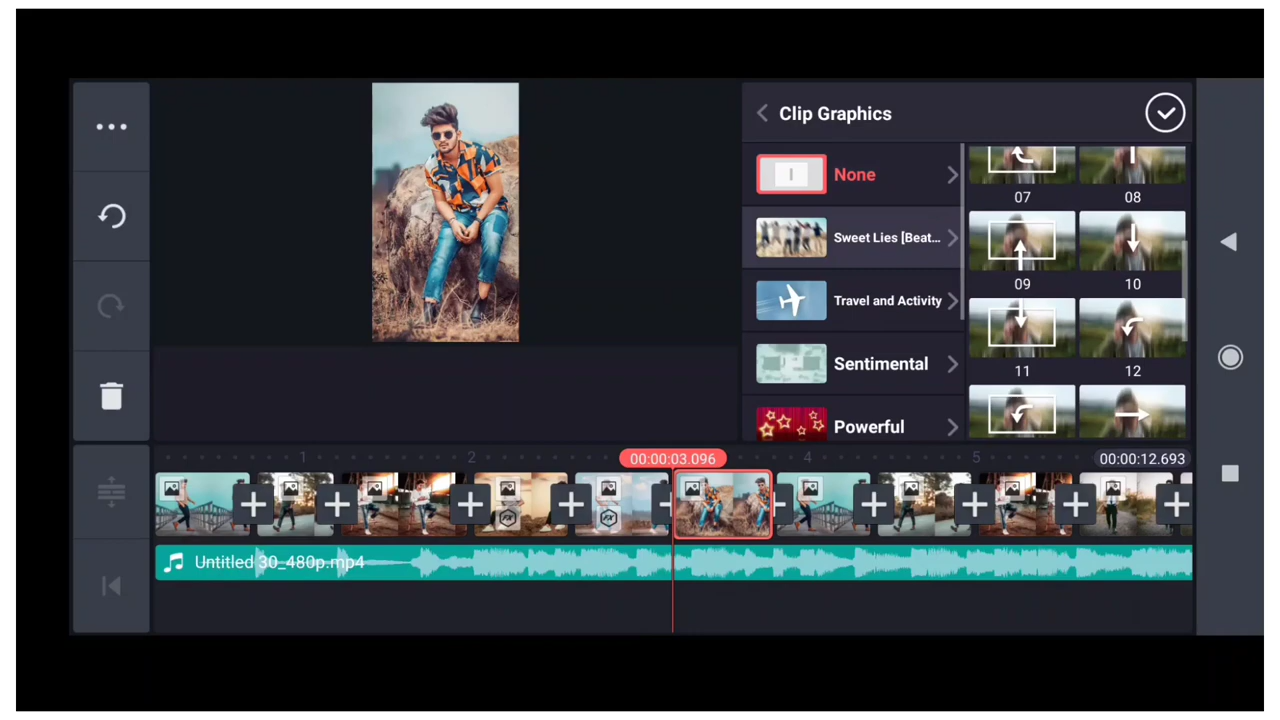 Clip Graphics
None
07
08
Sweet Lies [Beat...
09
10
Travel and Activity
11
12
Sentimental
Powerful
1
2
00:00:03.096
4
5
00:00:12.693
Untitled 30_480p.mp4